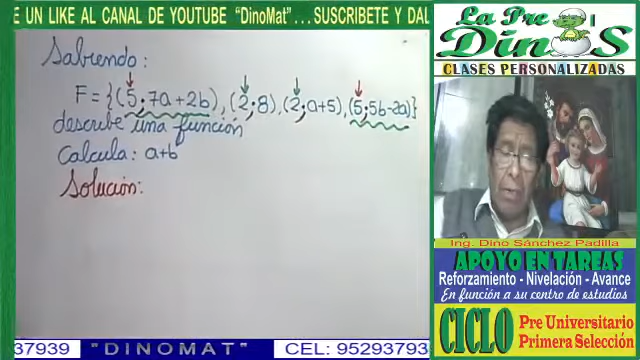 E UN LIKE AL CANAL DE YOUTUBE "DinoMat"...SUSCRIBETE Y DAL
Sabiendo:
F = {(5;7a+2b), (2;8), (2;a+5), (5;5b-2a)}
describe una función
Calcula: a+b
Solución:
La Pre
DinoS
CLASES PERSONALIZADAS
Ing. Dino Sánchez Padilla
APOYO EN TAREAS
Reforzamiento - Nivelación - Avance
En función a su centro de estudios
CICLO Pre Universitario
Primera Selección
37939 "DINOMAT" CEL: 95293793